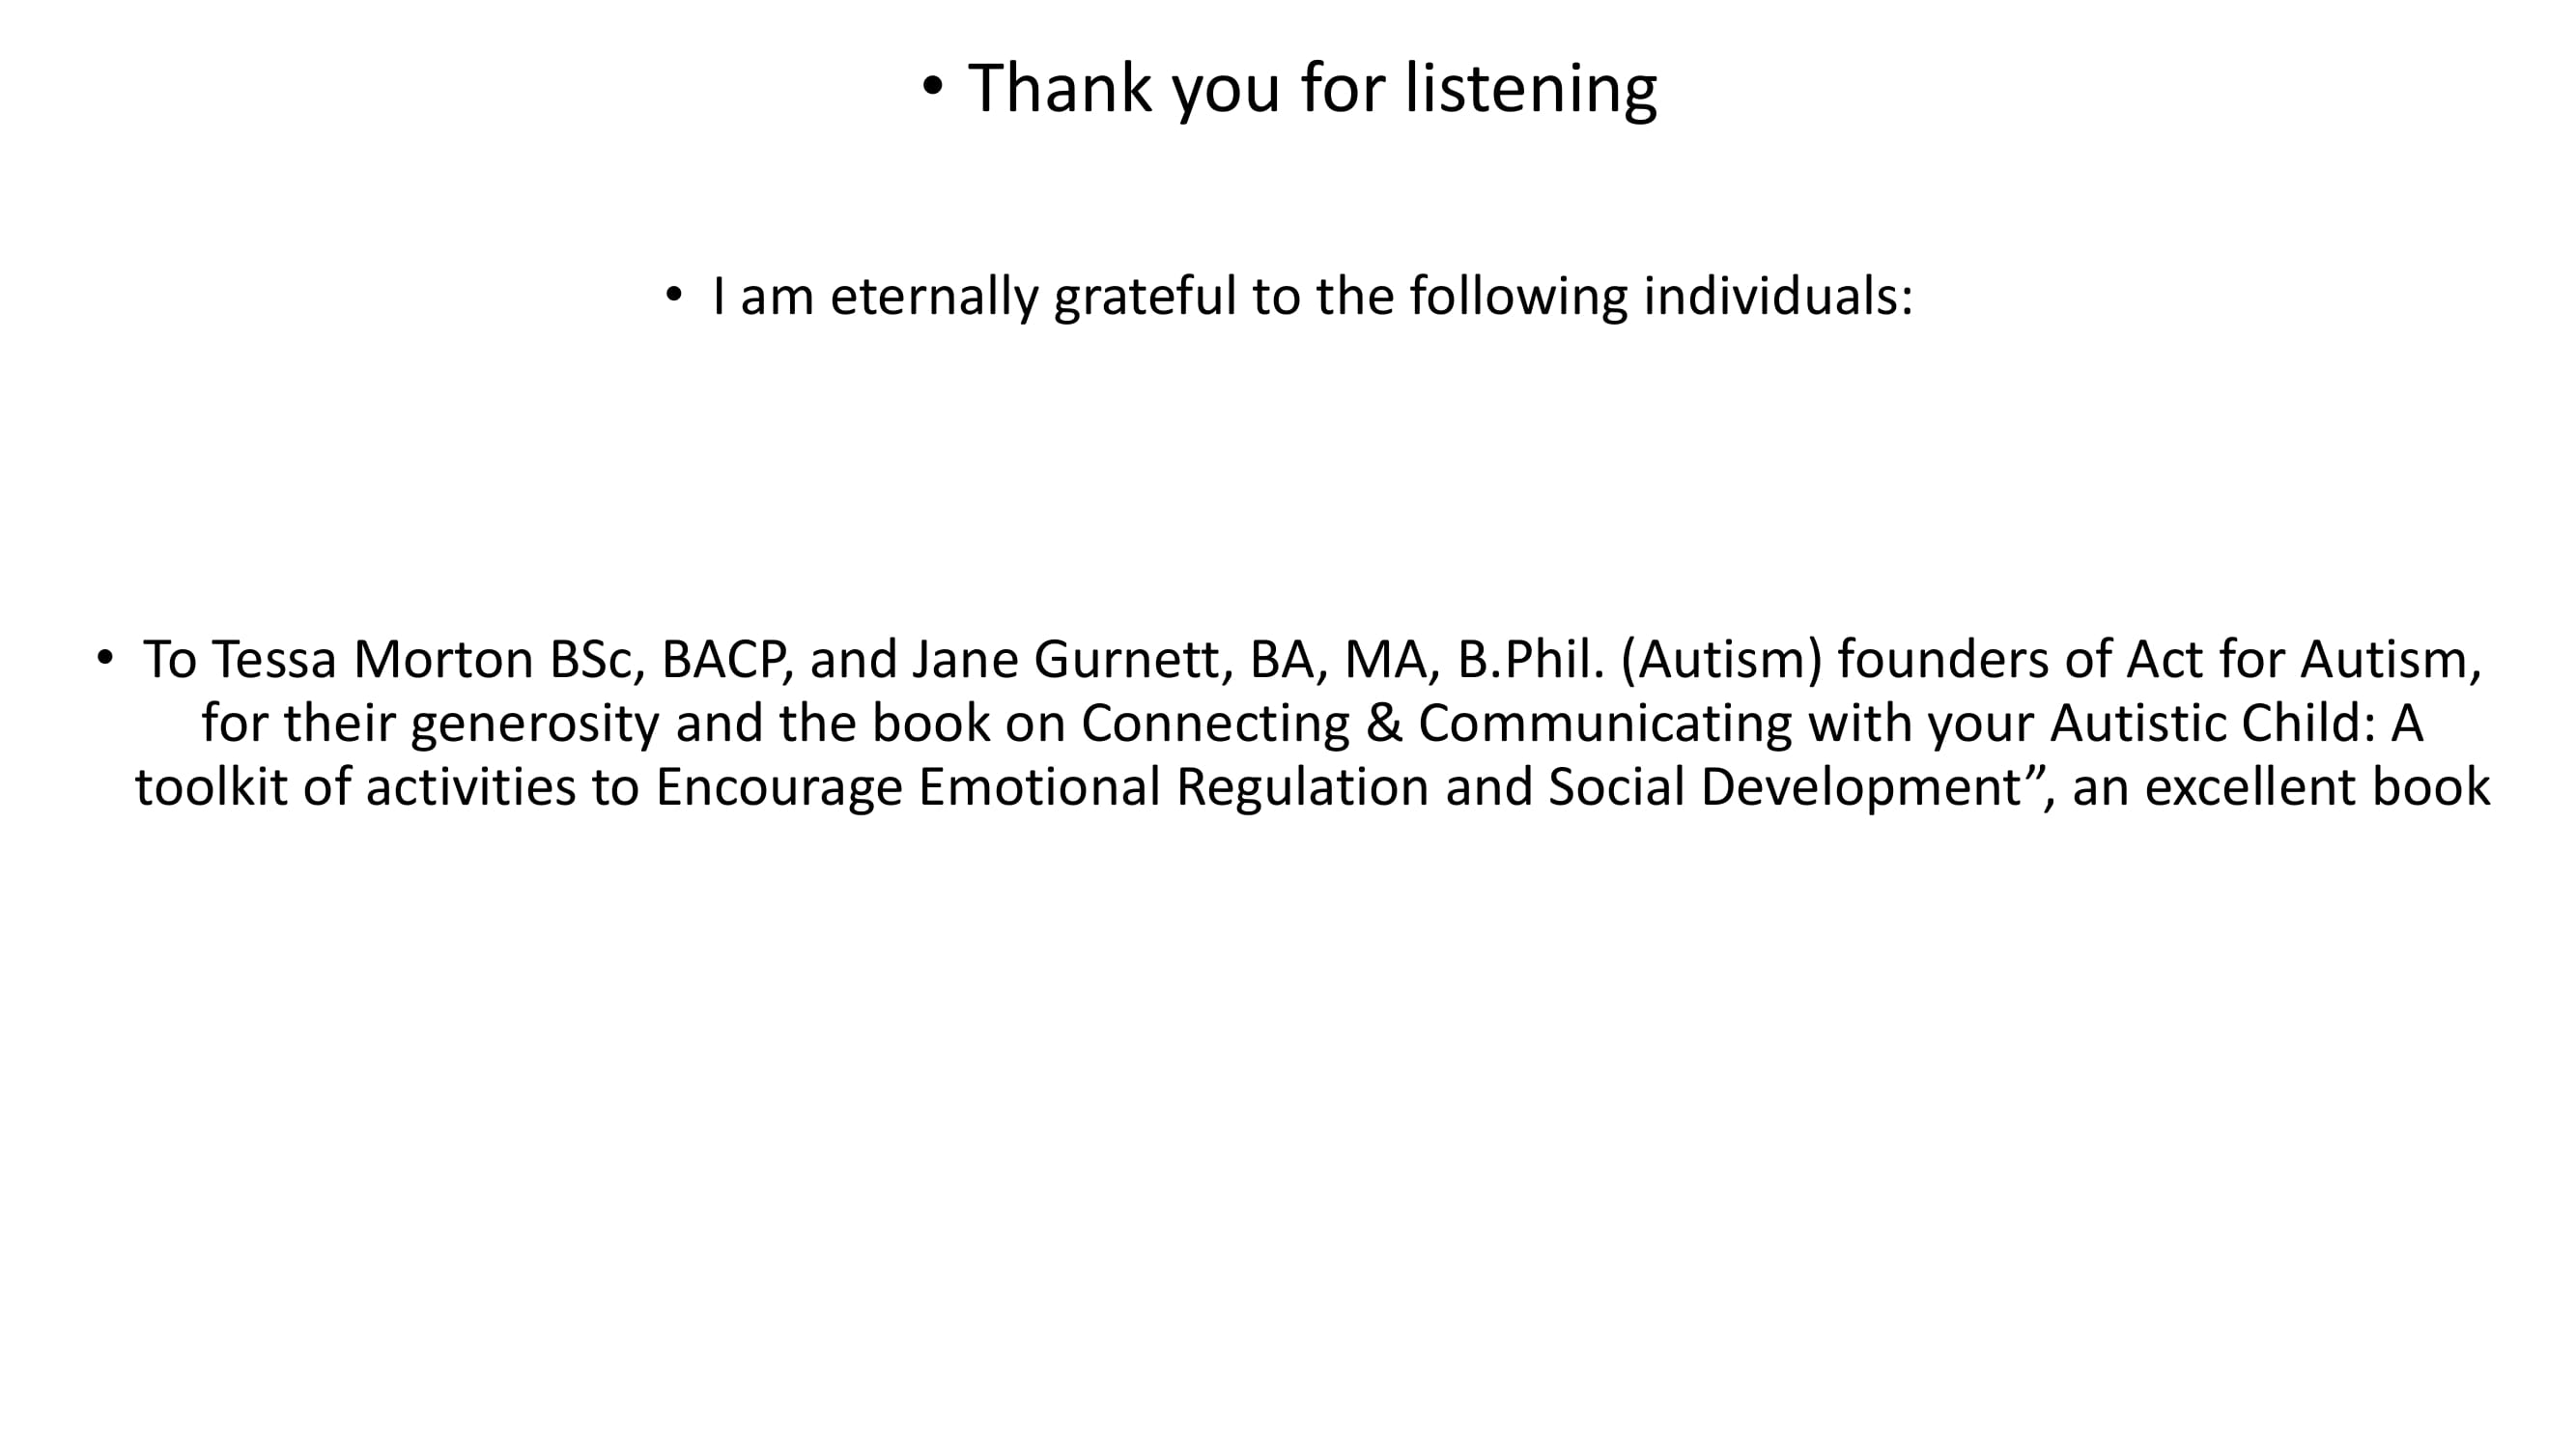 • Thank you for listening
• I am eternally grateful to the following individuals:
• To Tessa Morton BSc, BACP, and Jane Gurnett, BA, MA, B.Phil. (Autism) founders of Act for Autism,
for their generosity and the book on Connecting & Communicating with your Autistic Child: A
toolkit of activities to Encourage Emotional Regulation and Social Development”, an excellent book